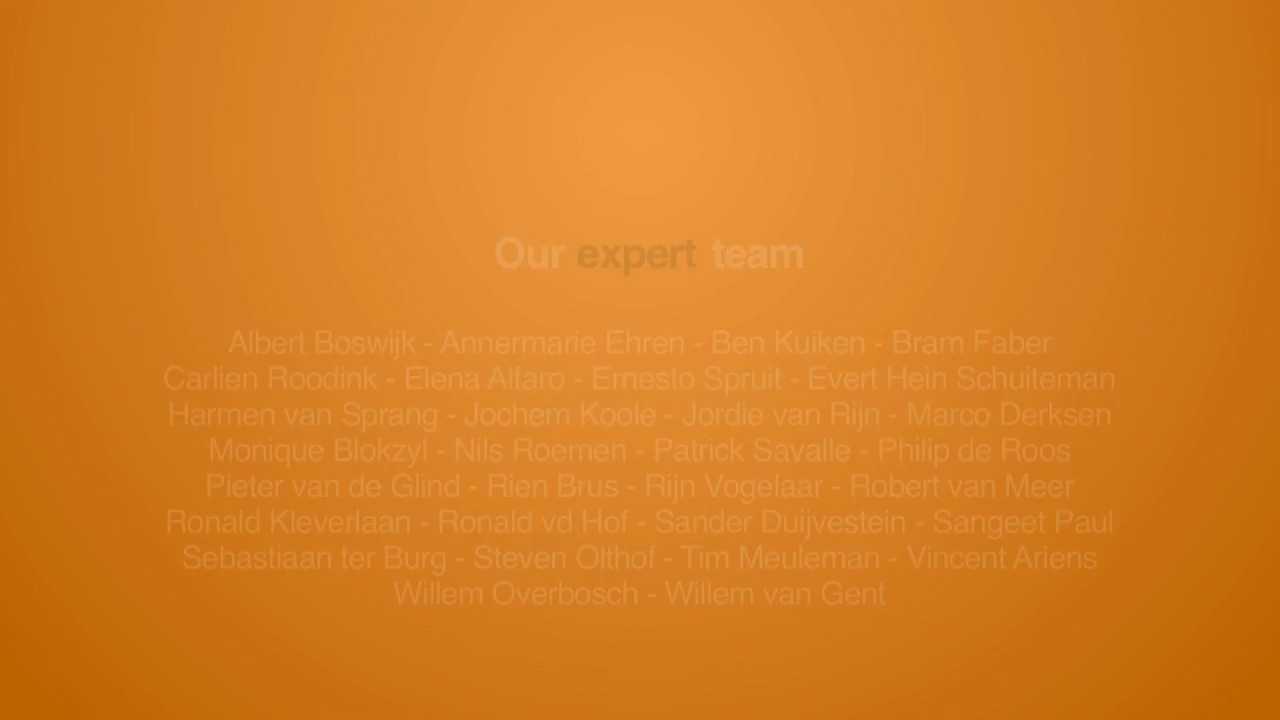 Our expert team
Albert Boswijk - Annermarie Ehren - Ben Kuiken - Bram Faber
Carlien Roodink - Elena Alfaro - Ernesto Spruit - Evert Hein Schuiteman
Harmen van Sprang - Jochem Koole - Jordie van Rijn - Marco Derksen
Monique Blokzyl - Nils Roemen - Patrick Savalle - Philip de Roos
Pieter van de Glind - Rien Brus - Rijn Vogelaar - Robert van Meer
Ronald Kleverlaan - Ronald vd Hof - Sander Duijvestein - Sangeet Paul
Sebastiaan ter Burg - Steven Olthof - Tim Meuleman - Vincent Ariens
Willem Overbosch - Willem van Gent